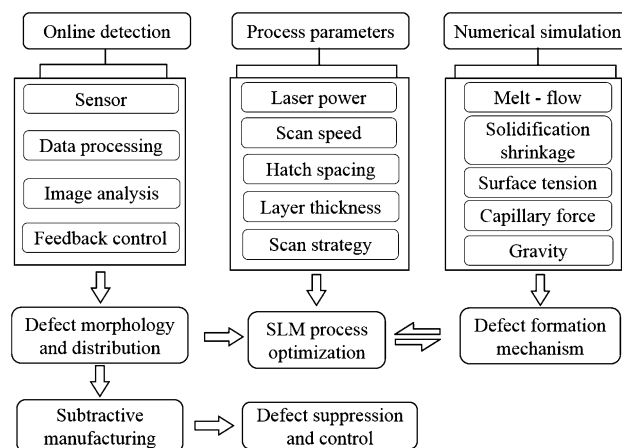 Online detection
Process parameters
Numerical simulation
Sensor
Data processing
Image analysis
Feedback control
Laser power
Scan speed
Hatch spacing
Layer thickness
Scan strategy
Melt - flow
Solidification
shrinkage
Surface tension
Capillary force
Gravity
Defect morphology
and distribution
SLM process
optimization
Defect formation
mechanism
Subtractive
manufacturing
Defect suppression
and control